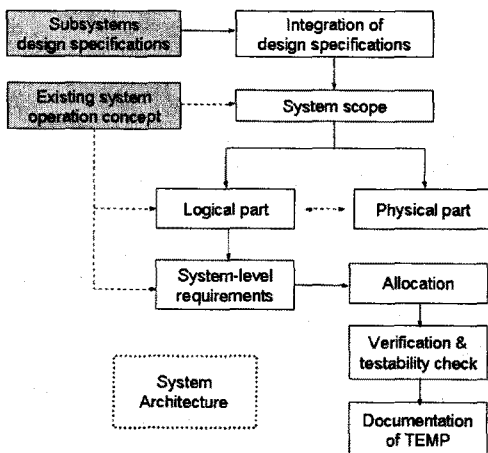 Subsystems
design specifications
Integration of
design specifications
Existing system
operation concept
System scope
Logical part
Physical part
System-level
requirements
Allocation
Verification &
testability check
System
Architecture
Documentation
of TEMP